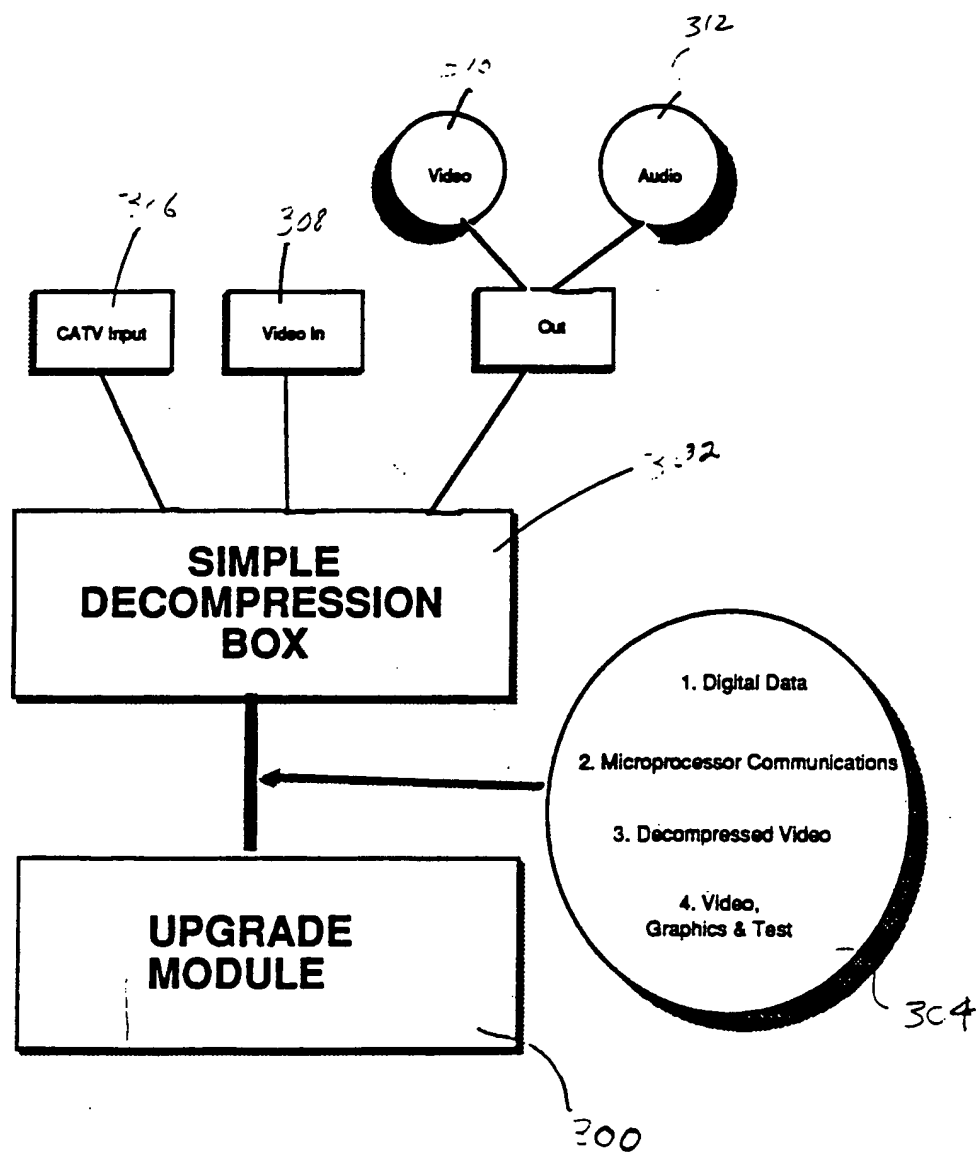 312
308
Video
Audio
CATV Input
Video In
Out
SIMPLE
DECOMPRESSION
BOX
1. Digital Data
2. Microprocessor Communications
3. Decompressed Video
4. Video,
Graphics & Test
UPGRADE
MODULE
304
300